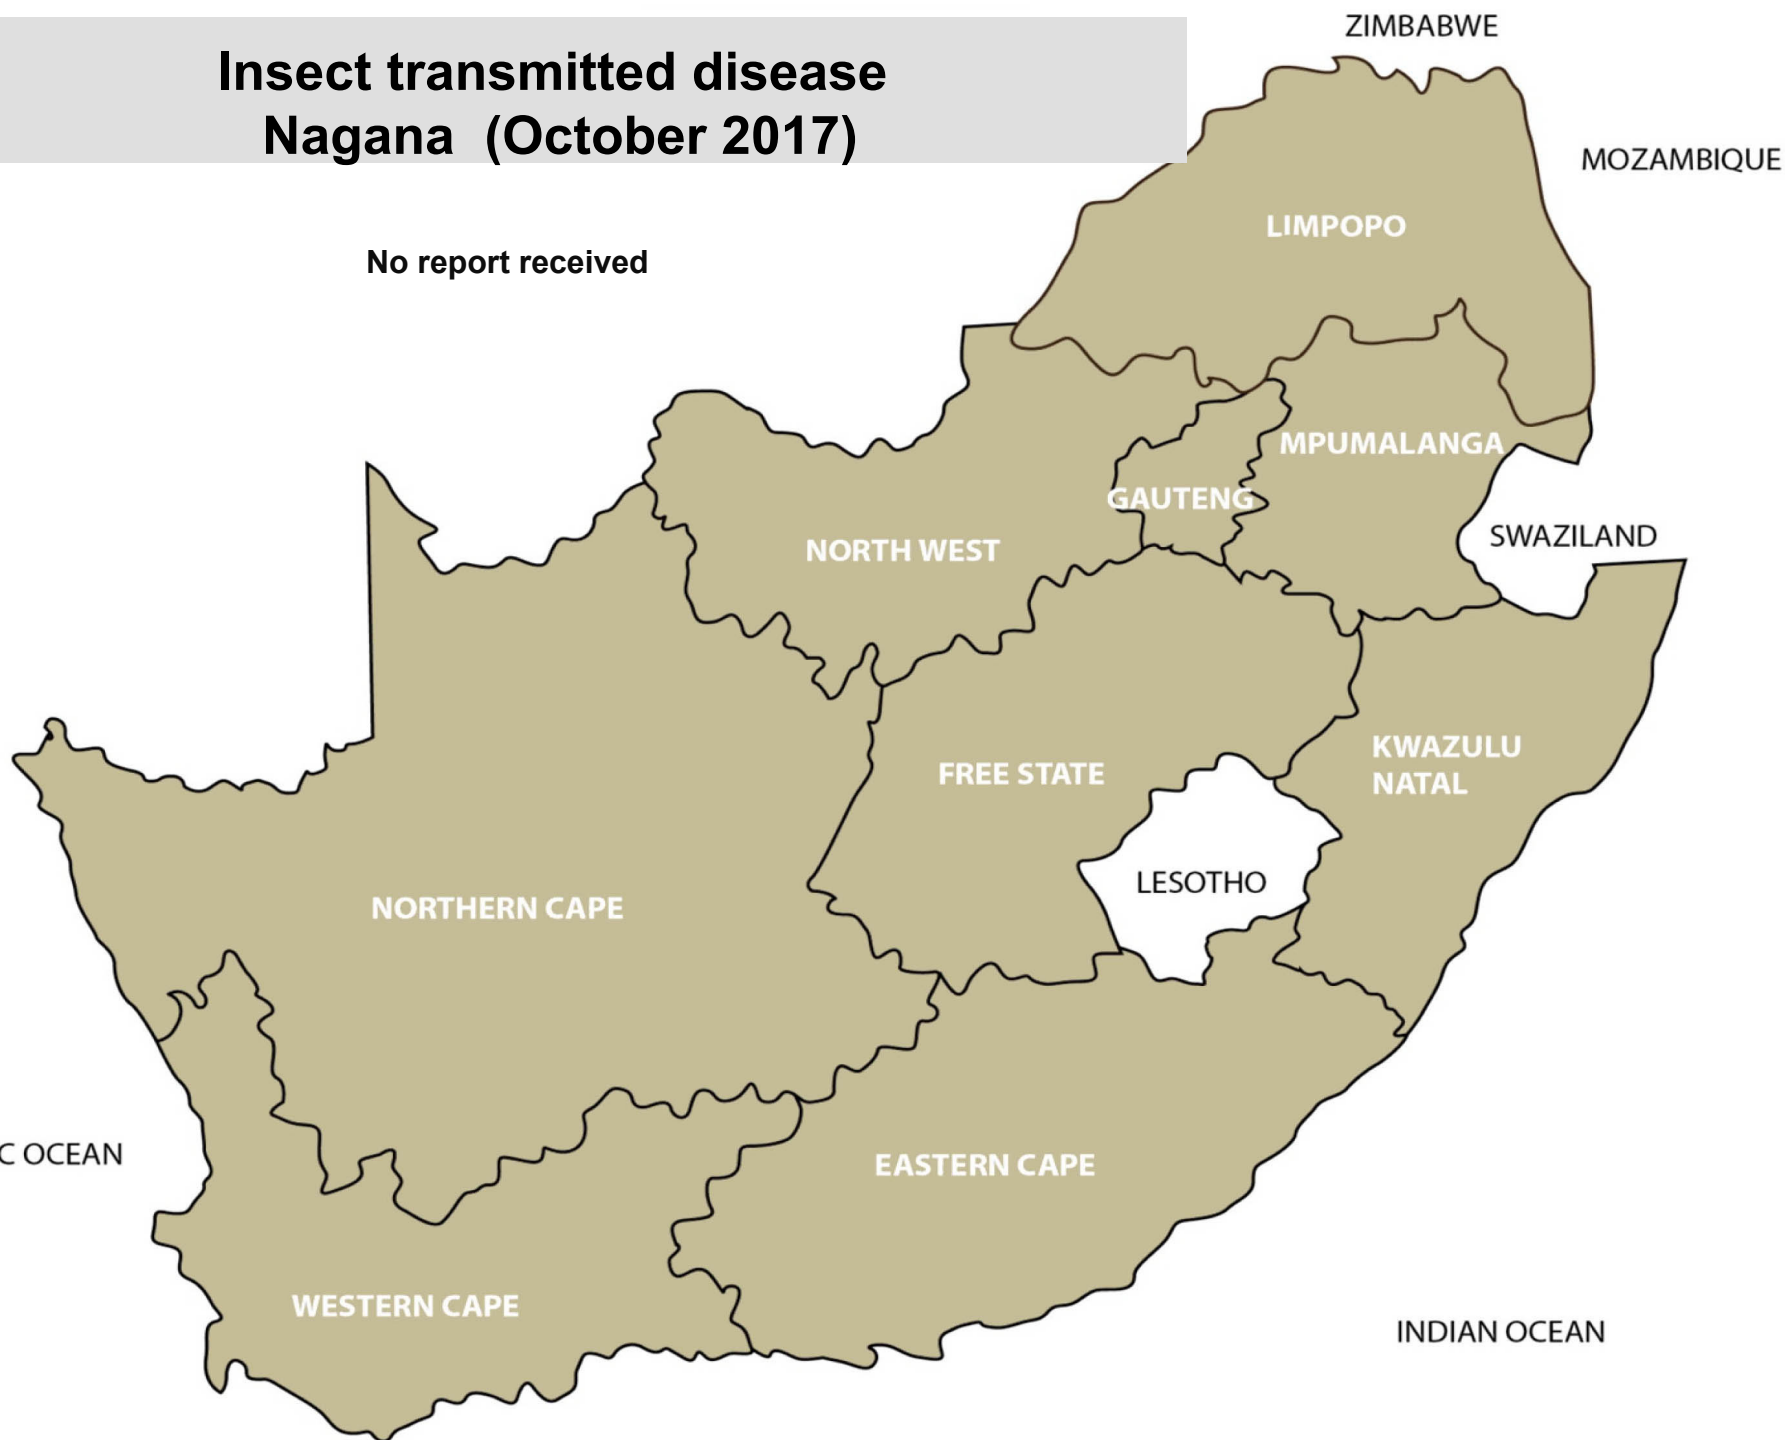 Insect transmitted disease
Nagana (October 2017)
ZIMBABWE
MOZAMBIQUE
LIMPOPO
No report received
MPUMALANGA
GAUTENG
SWAZILAND
NORTH WEST
KWAZULU
NATAL
FREE STATE
LESOTHO
NORTHERN CAPE
C OCEAN
EASTERN CAPE
WESTERN CAPE
INDIAN OCEAN